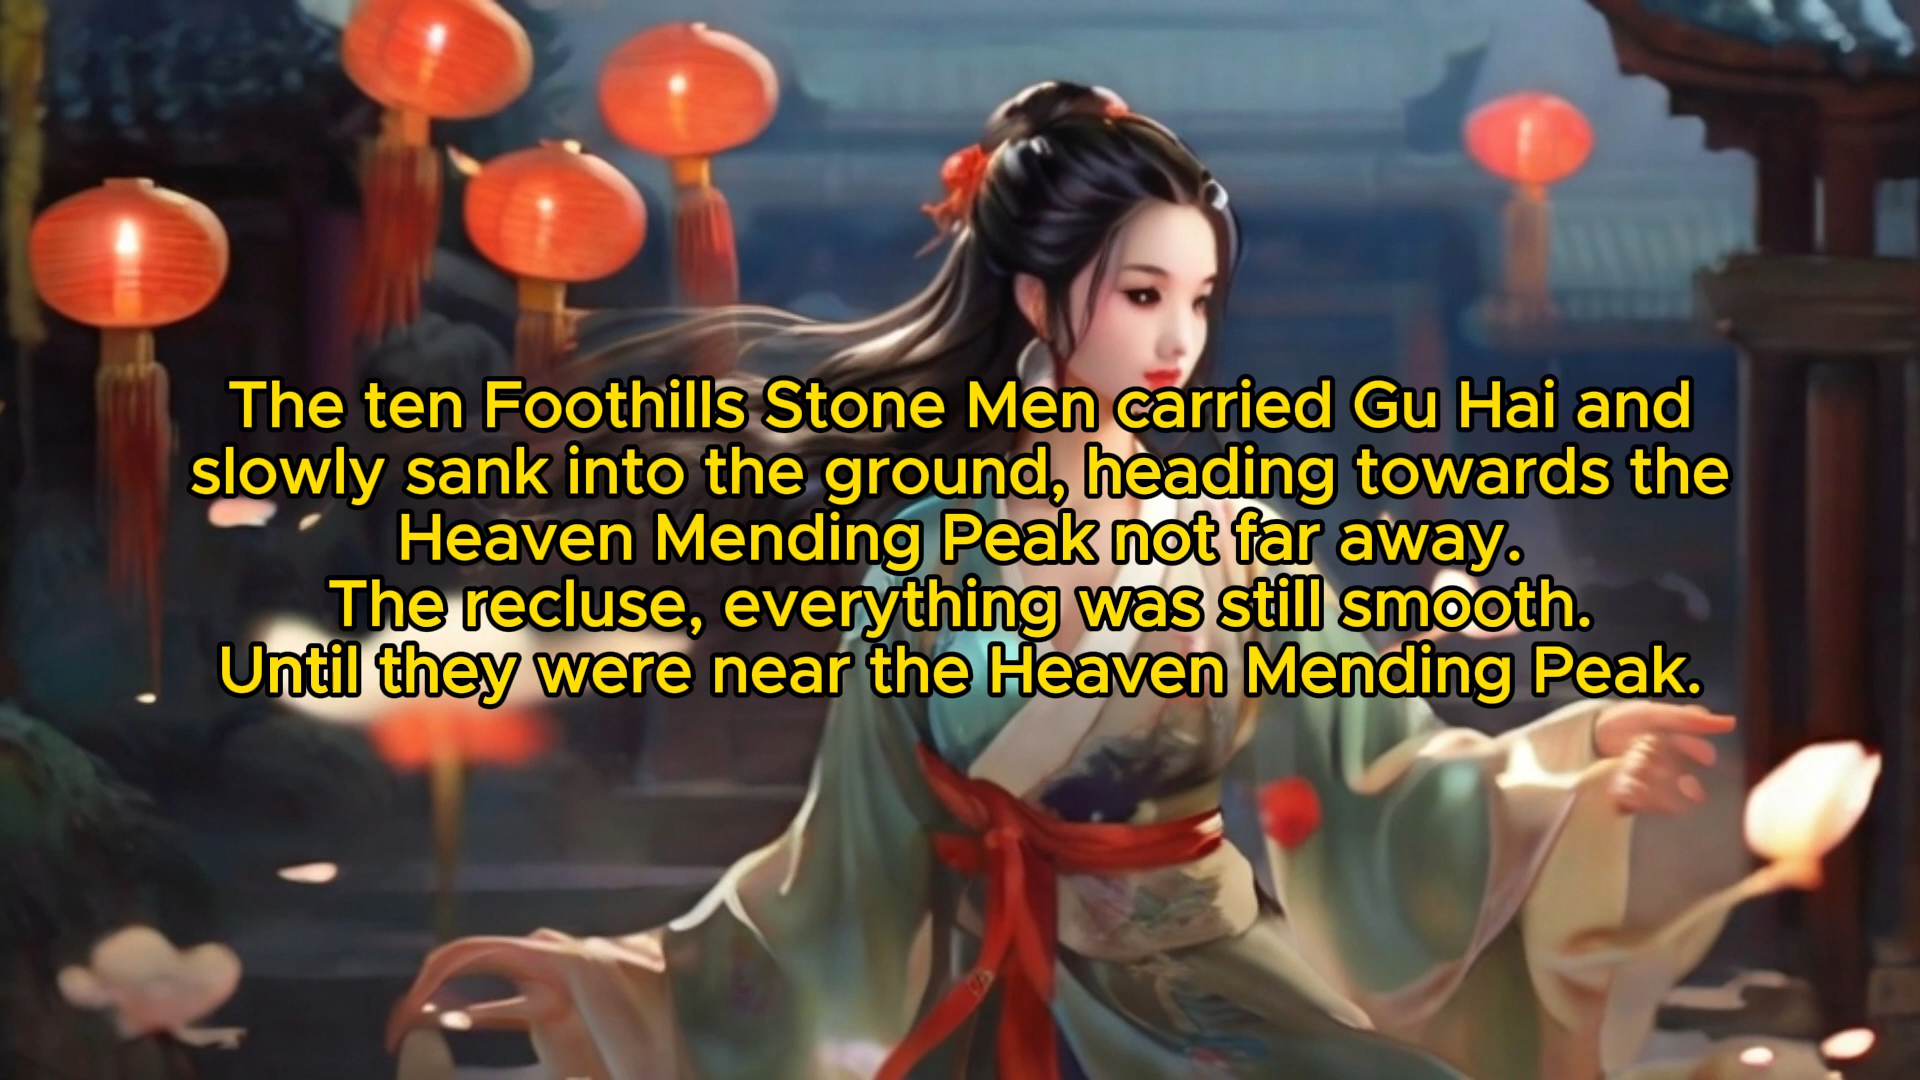 The ten Foothills Stone Men carried Gu Hai and
slowly sank into the ground, heading towards the
Heaven Mending Peak not far away.
The recluse, everything was still smooth.
Until they were near the Heaven Mending Peak.